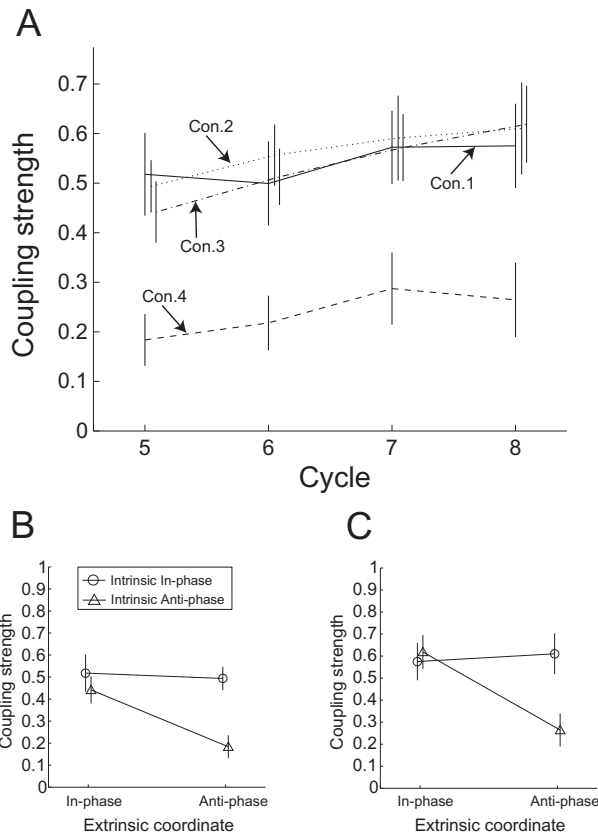 A
Coupling strength
0.7
0.6
0.5
0.4
0.3
0.2
0.1
0
Con.2
Con.1
Con.3
Con.4
5 6 7 8
Cycle
B
Coupling strength
1
0.9
0.8
0.7
0.6
0.5
0.4
0.3
0.2
0.1
0
Intrinsic In-phase
Intrinsic Anti-phase
In-phase Anti-phase
Extrinsic coordinate
C
Coupling strength
1
0.9
0.8
0.7
0.6
0.5
0.4
0.3
0.2
0.1
0
In-phase Anti-phase
Extrinsic coordinate